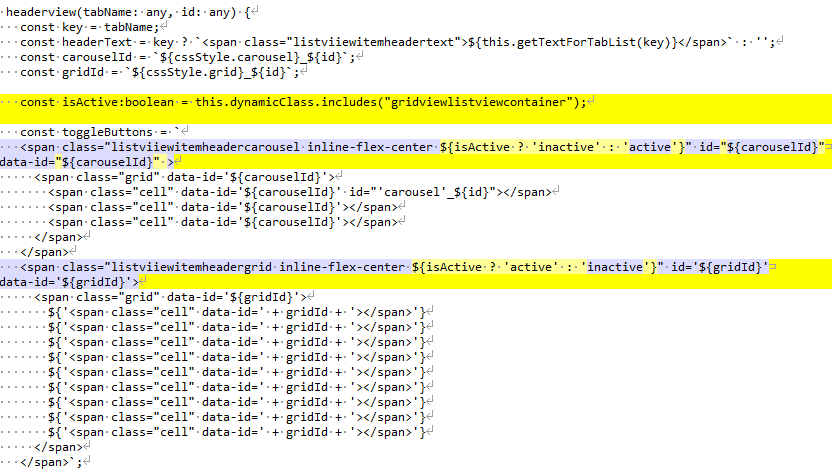 headerview(tabName: any, id: any) {
const key = tabName;
const headerText = key ? `<span class="listviiewitemheadertext">${this.getTextForTabList(key)}</span>` : '';
const carouselId = `${cssStyle.carousel}_${id}`;
const gridId = `${cssStyle.grid}_${id}`;
const isActive:boolean = this.dynamicClass.includes("gridviewlistviewcontainer");
const toggleButtons = `
<span class="listviiewitemheadercarousel inline-flex-center ${isActive ? 'inactive' : 'active'}" id="${carouselId}"
data-id="${carouselId}" >
<span class="grid" data-id='${carouselId}'>
<span class="cell" data-id='${carouselId}' id="'carousel'_${id}"></span>
<span class="cell" data-id='${carouselId}'></span>
<span class="cell" data-id='${carouselId}'></span>
</span>
</span>
<span class="listviiewitemheadergrid inline-flex-center ${isActive ? 'active' : 'inactive'}" id='${gridId}'
data-id='${gridId}'>
<span class="grid" data-id='${gridId}'>
${'<span class="cell" data-id=' + gridId + '></span>'}
${'<span class="cell" data-id=' + gridId + '></span>'}
${'<span class="cell" data-id=' + gridId + '></span>'}
${'<span class="cell" data-id=' + gridId + '></span>'}
${'<span class="cell" data-id=' + gridId + '></span>'}
${'<span class="cell" data-id=' + gridId + '></span>'}
${'<span class="cell" data-id=' + gridId + '></span>'}
${'<span class="cell" data-id=' + gridId + '></span>'}
${'<span class="cell" data-id=' + gridId + '></span>'}
</span>
</span>`;